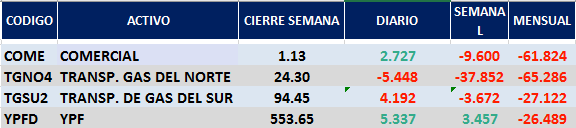 CODIGO ACTIVO CIERRE SEMANA DIARIO SEMANA
L MENSUAL
COME COMERCIAL 1.13 2.727 -9.600 -61.824
TGNO4 TRANSP. GAS DEL NORTE 24.30 -5.448 -37.852 -65.286
TGSU2 TRANSP. DE GAS DEL SUR 94.45 4.192 -3.672 -27.122
YPFD YPF 553.65 5.337 3.457 -26.489